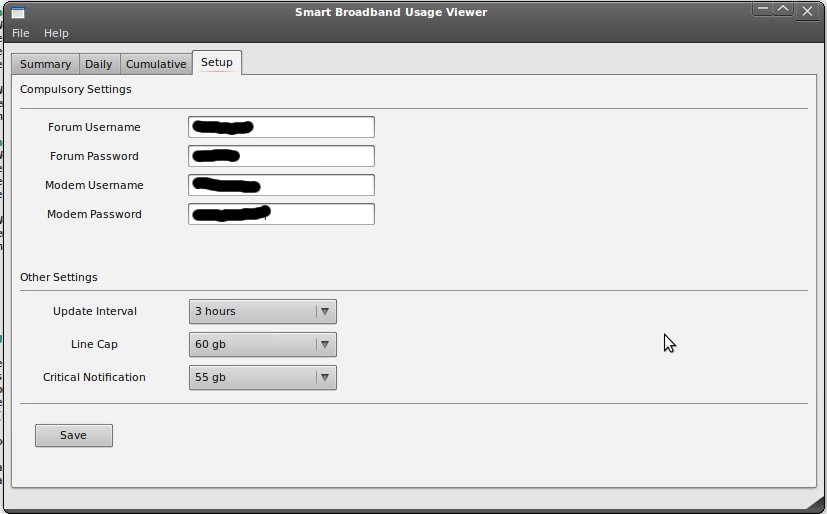 Smart Broadband Usage Viewer
File Help
Summary Daily Cumulative Setup
Compulsory Settings
Forum Username
Forum Password
Modem Username
Modem Password
Other Settings
Update Interval 3 hours
Line Cap 60 gb
Critical Notification 55 gb
Save